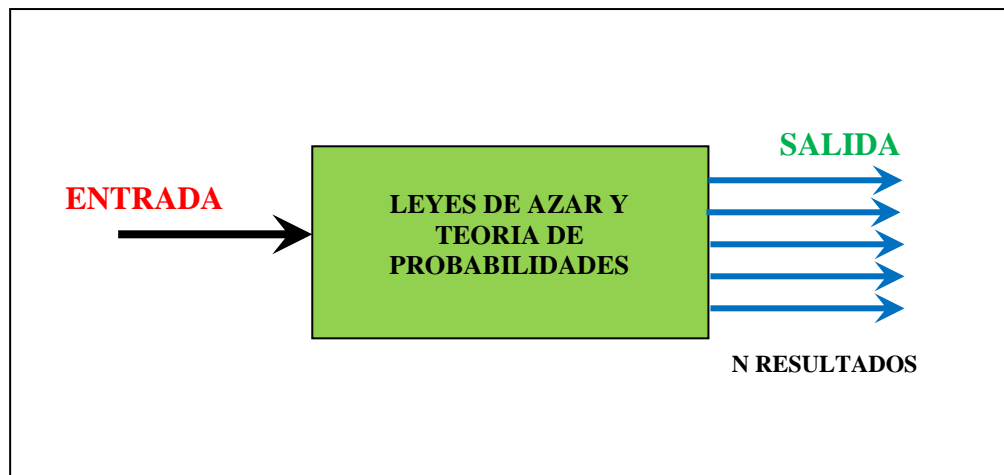 SALIDA
ENTRADA
LEYES DE AZAR Y
TEORIA DE
PROBABILIDADES
N RESULTADOS